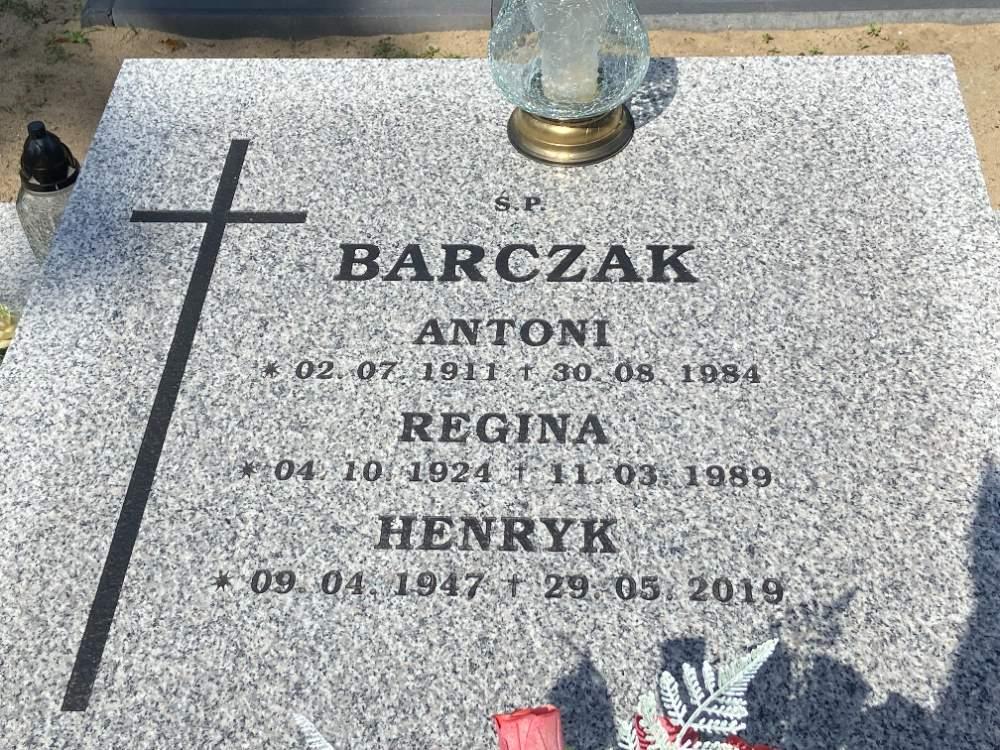 Ś.P.
BARCZAK
ANTONI
* 02. 07. 1911 † 30. 08. 1984
REGINA
* 04. 10. 1924 † 11. 03. 1989
HENRYK
* 09. 04. 1947 † 29. 05. 2019